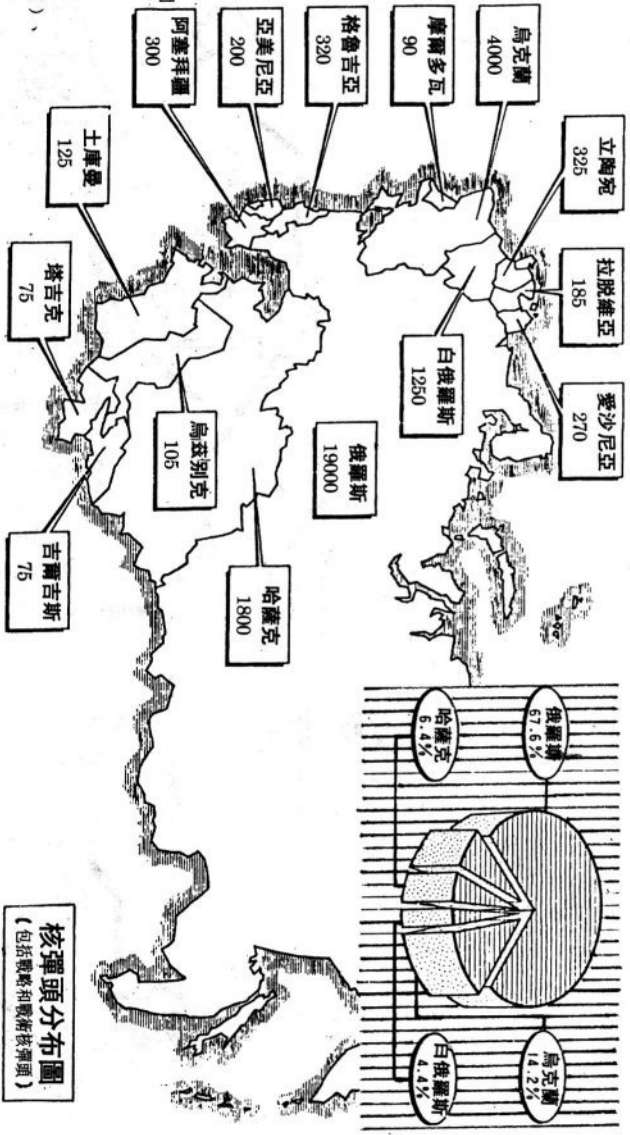 烏克蘭
4000
立陶宛
325
拉脫維亞
185
愛沙尼亞
270
摩爾多瓦
90
格魯吉亞
320
亞美尼亞
200
阿塞拜疆
300
土庫曼
125
塔吉克
75
烏茲別克
105
吉爾吉斯
75
哈薩克
1800
俄羅斯
19000
白俄羅斯
1250
俄羅斯
67.6%
哈薩克
6.4%
烏克蘭
14.2%
白俄羅斯
4.4%
核彈頭分布圖
(包括戰略和戰術核彈頭)